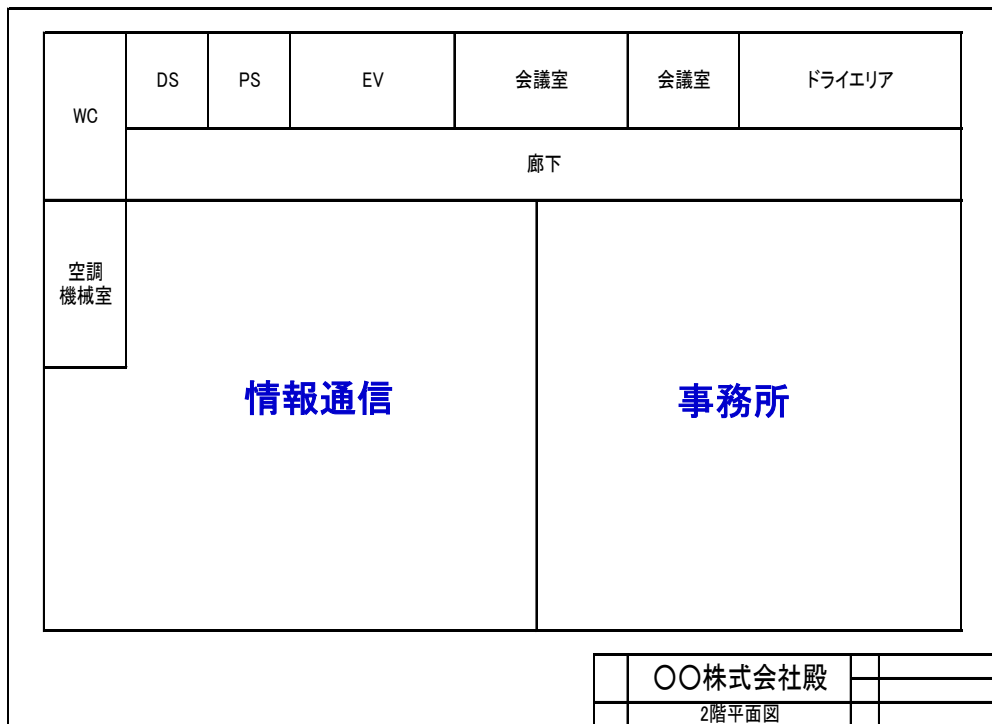 WC
DS
PS
EV
会議室
会議室
ドライエリア
廊下
空調
機械室
情報通信
事務所
〇〇株式会社殿
2階平面図